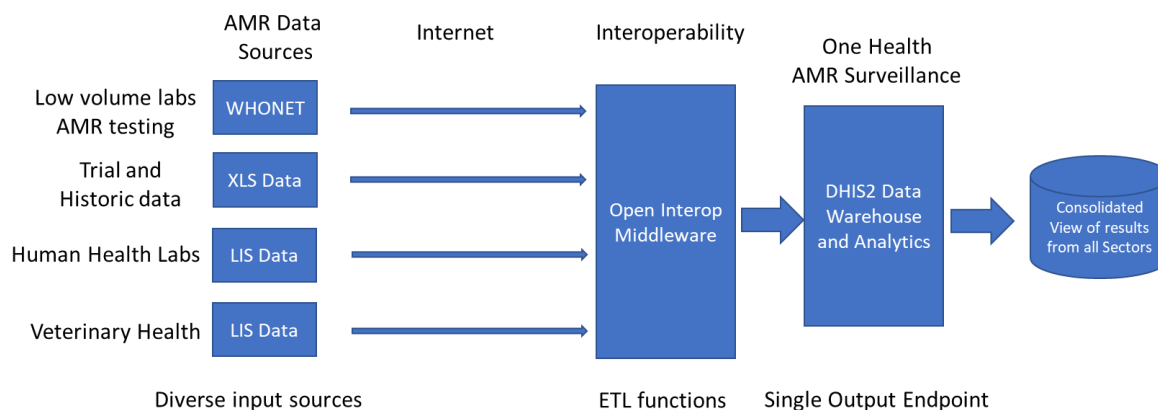 AMR Data
Sources
Internet
Interoperability
One Health
AMR Surveillance
Low volume labs
AMR testing
WHONET
Trial and
Historic data
XLS Data
Human Health Labs
LIS Data
Veterinary Health
LIS Data
Open Interop
Middleware
DHIS2 Data
Warehouse
and Analytics
Consolidated
View of results
from all Sectors
Diverse input sources
ETL functions
Single Output Endpoint